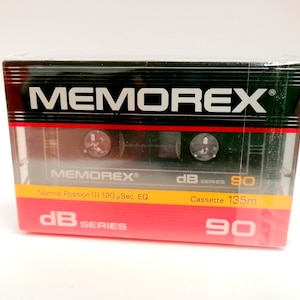 MEMOREX®
MEMOREX dB SERIES 90
Normal Position (I) 120 µSec. EQ Cassette 135m
dB SERIES 90